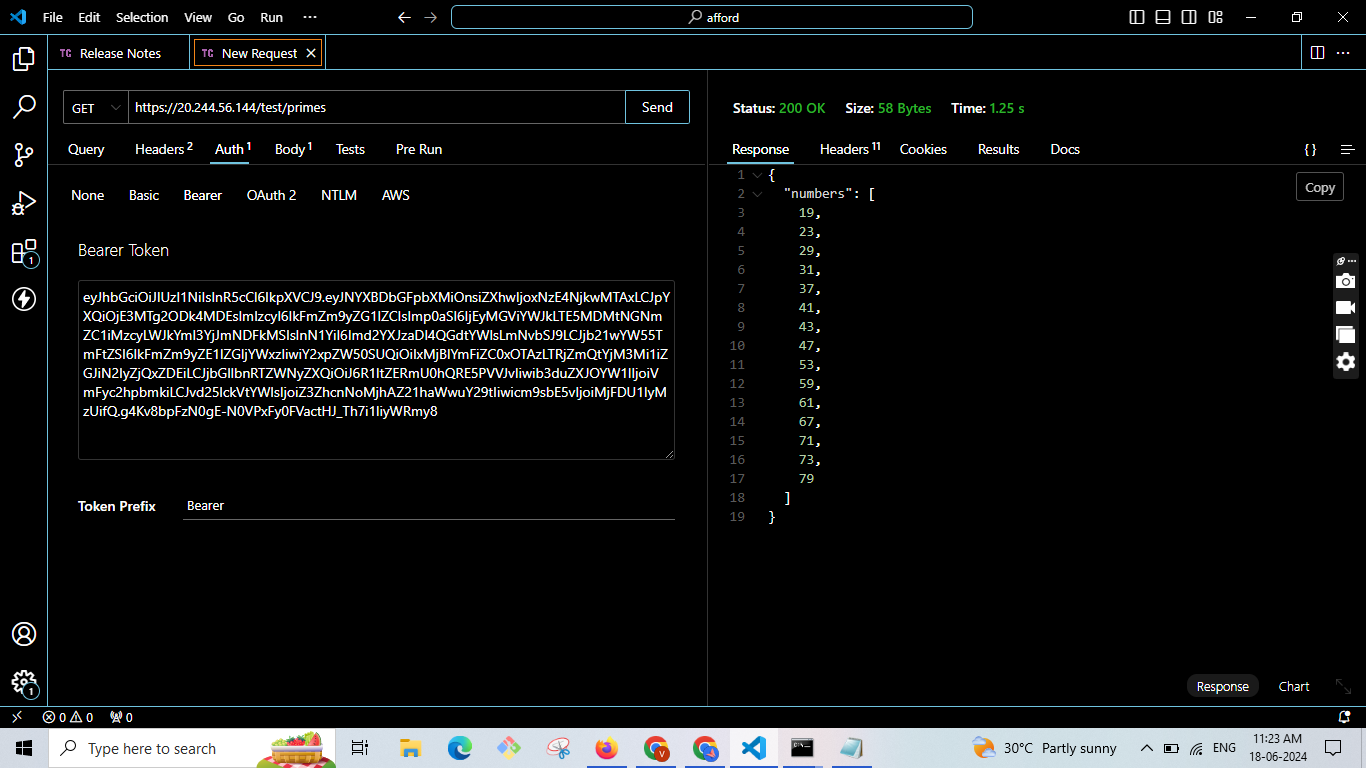 File Edit Selection View Go Run ··· ← → afford
TC Release Notes TC New Request ×
GET https://20.244.56.144/test/primes Send
Status: 200 OK Size: 58 Bytes Time: 1.25 s
Query Headers 2 Auth 1 Body 1 Tests Pre Run
Response Headers 11 Cookies Results Docs { }
None Basic Bearer OAuth 2 NTLM AWS
Bearer Token
Token Prefix Bearer
Copy
1 {
2 "numbers": [
3 19,
4 23,
5 29,
6 31,
7 37,
8 41,
9 43,
10 47,
11 53,
12 59,
13 61,
14 67,
15 71,
16 73,
17 79
18 ]
19 }
1
1
Response Chart
0 0 0
Type here to search
V
30°C Partly sunny
ENG
11:23 AM
18-06-2024